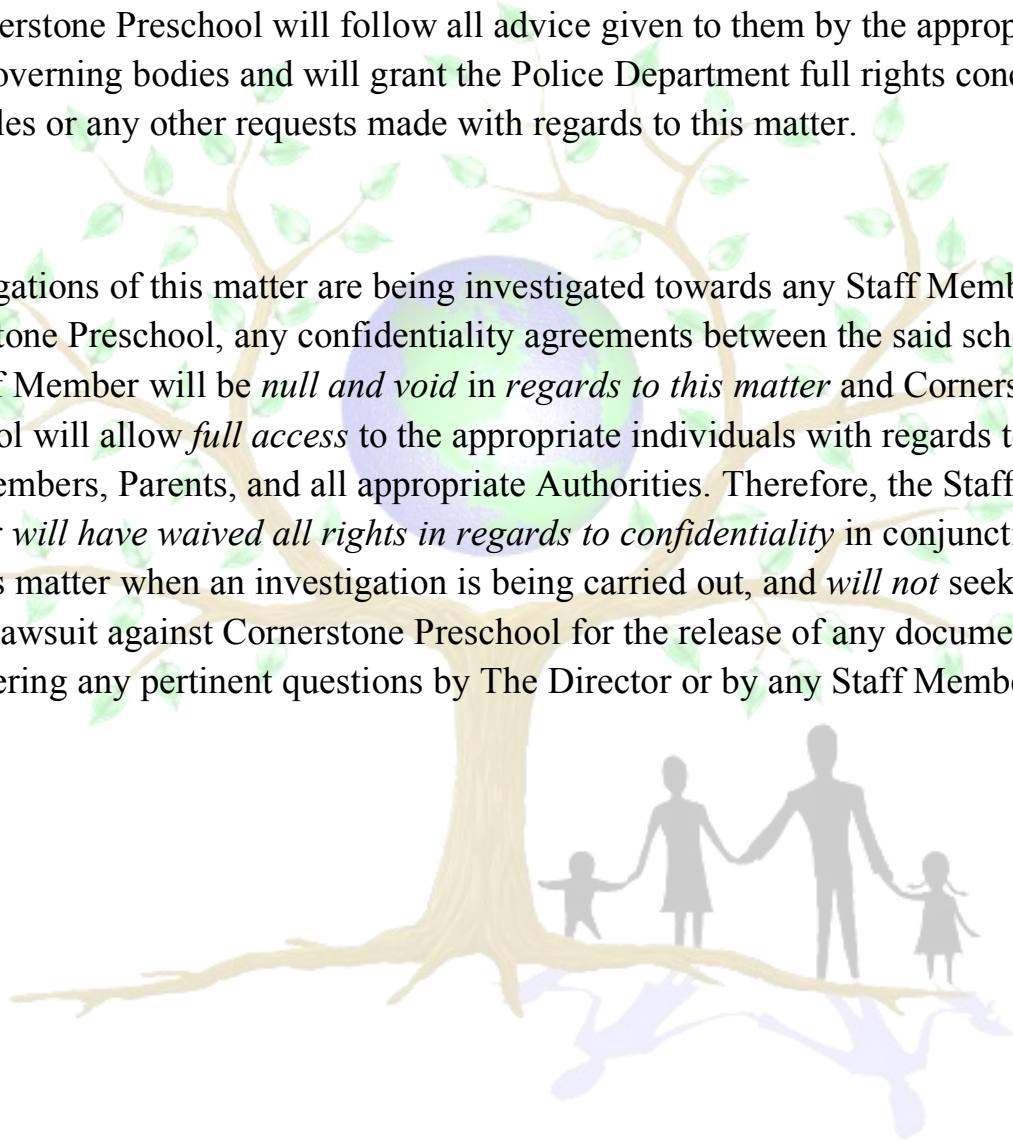 erstone Preschool will follow all advice given to them by the approp
overning bodies and will grant the Police Department full rights conc
les or any other requests made with regards to this matter.
gations of this matter are being investigated towards any Staff Memb
tone Preschool, any confidentiality agreements between the said sch
f Member will be null and void in regards to this matter and Corners
ol will allow full access to the appropriate individuals with regards t
embers, Parents, and all appropriate Authorities. Therefore, the Staff
will have waived all rights in regards to confidentiality in conjuncti
s matter when an investigation is being carried out, and will not seek
awsuit against Cornerstone Preschool for the release of any docume
ering any pertinent questions by The Director or by any Staff Membe